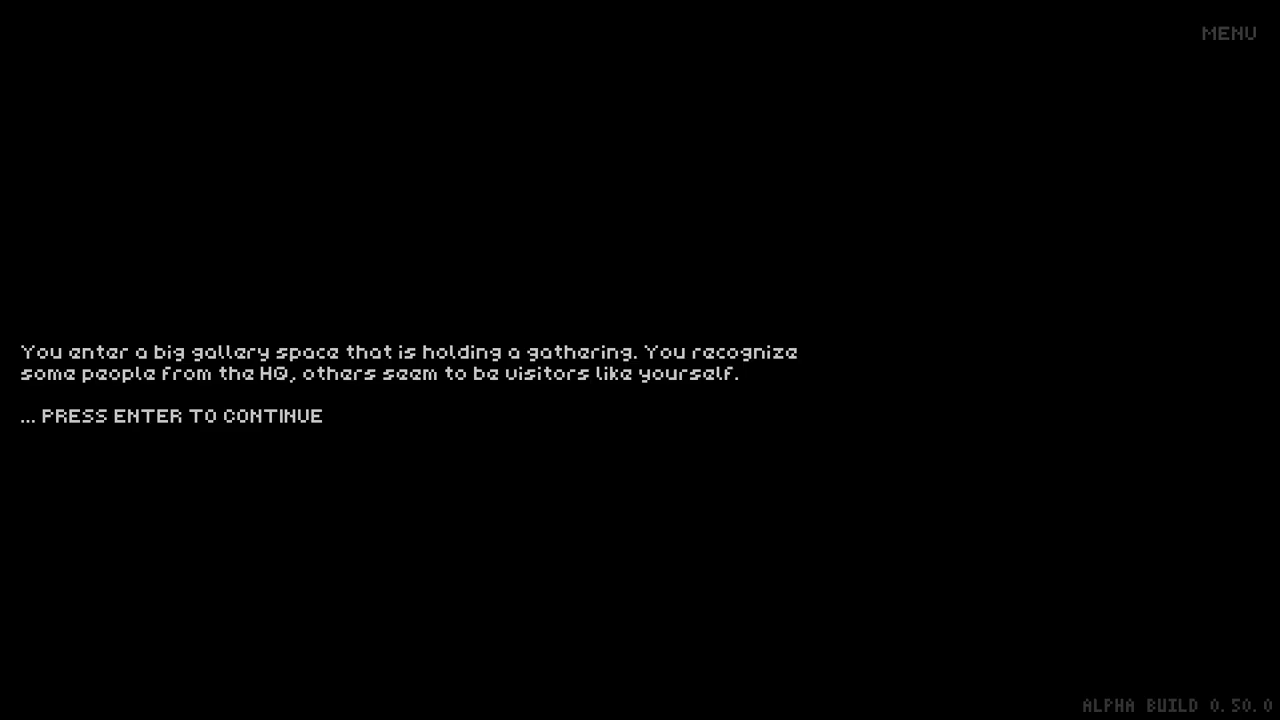 MENU
You enter a big gallery space that is holding a gathering. You recognize
some people from the HQ, others seem to be visitors like yourself.
... PRESS ENTER TO CONTINUE
ALPHA BUILD 0.50.0